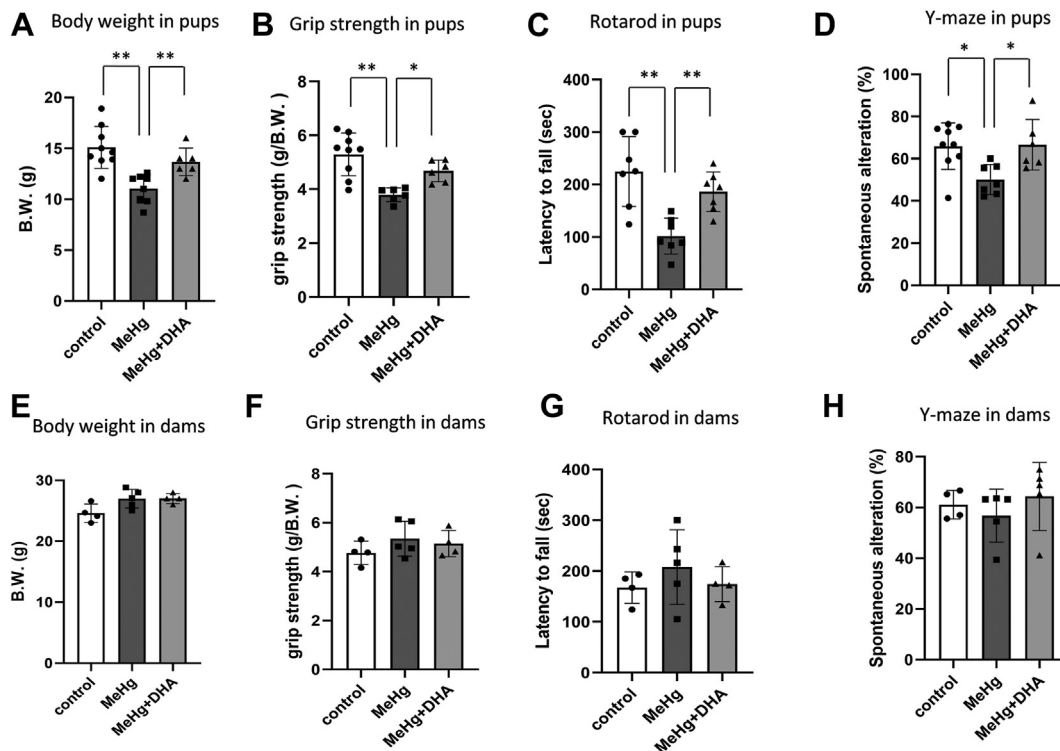 A
Body weight in pups
** **
B.W. (g)
20
15
10
5
0
control
MeHg
MeHg+DHA
B
Grip strength in pups
** *
grip strength (g/B.W. )
8
6
4
2
0
control
MeHg
MeHg+DHA
C
Rotarod in pups
** **
Latency to fall (sec)
400
300
200
100
0
control
MeHg
MeHg+DHA
D
Y-maze in pups
* *
Spontaneous alteration (%)
100
80
60
40
20
0
control
MeHg
MeHg+DHA
E
Body weight in dams
B.W. (g)
30
20
10
0
control
MeHg
MeHg+DHA
F
Grip strength in dams
grip strength (g/B.W. )
8
6
4
2
0
control
MeHg
MeHg+DHA
G
Rotarod in dams
Latency to fall (sec)
400
300
200
100
0
control
MeHg
MeHg+DHA
H
Y-maze in dams
Spontaneous alteration (%)
80
60
40
20
0
control
MeHg
MeHg+DHA